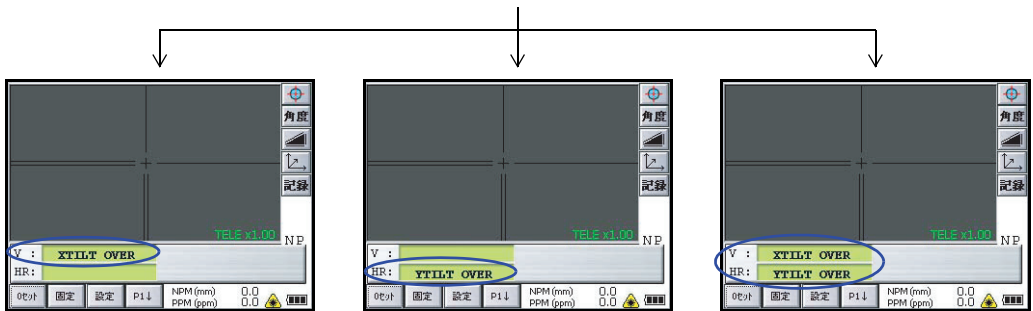 角度
記録
TELE x1.00
NP
V : XTILT OVER
HR:
0セット 固定 設定 P1↓ NPM (mm) 0.0
PPM (ppm) 0.0
角度
記録
TELE x1.00
NP
V :
HR: YTILT OVER
0セット 固定 設定 P1↓ NPM (mm) 0.0
PPM (ppm) 0.0
角度
記録
TELE x1.00
NP
V : XTILT OVER
HR: YTILT OVER
0セット 固定 設定 P1↓ NPM (mm) 0.0
PPM (ppm) 0.0